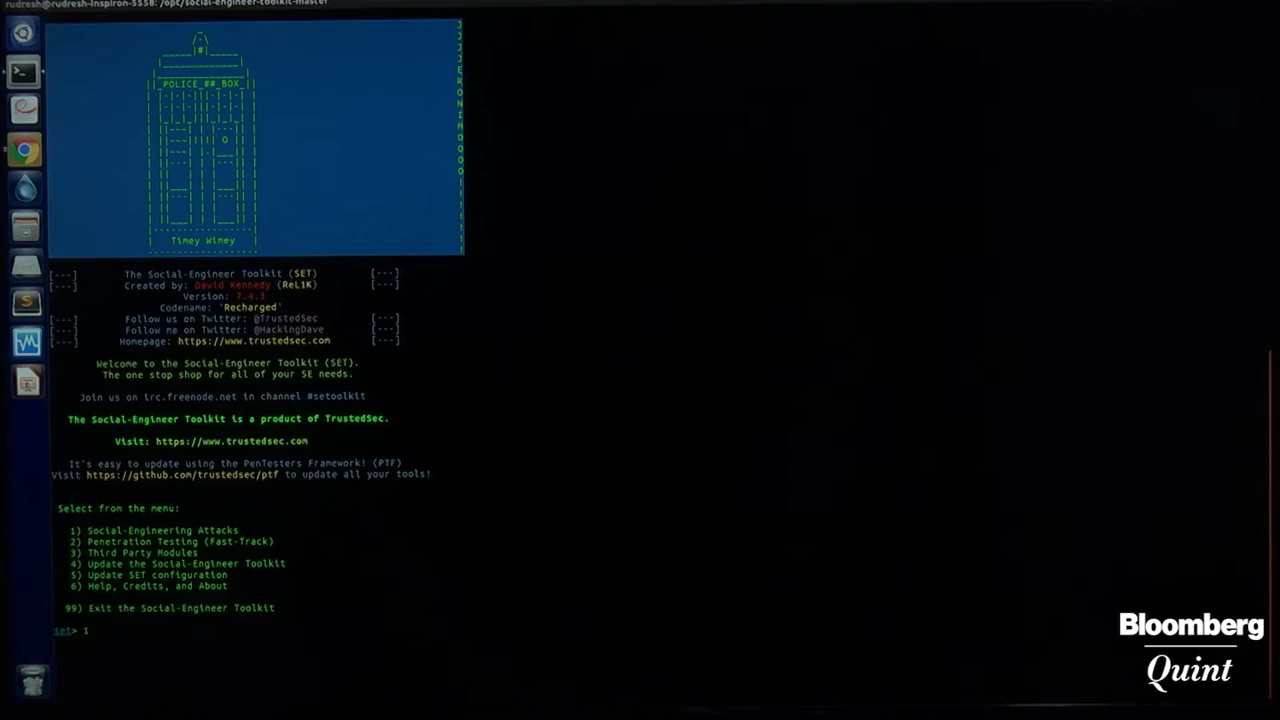 rudresh@rudresh-Inspiron-5558: /opt/social-engineer-toolkit-master
POLICE_##_BOX
Timey Wimey
JJJJERONIMOOOO!!!!!!!
[---] The Social-Engineer Toolkit (SET) [---]
[---] Created by: David Kennedy (ReL1K) [---]
Version: 7.4.3
Codename: 'Recharged'
[---] Follow us on Twitter: @TrustedSec [---]
[---] Follow me on Twitter: @HackingDave [---]
[---] Homepage: https://www.trustedsec.com [---]
Welcome to the Social-Engineer Toolkit (SET).
The one stop shop for all of your SE needs.
Join us on irc.freenode.net in channel #setoolkit
The Social-Engineer Toolkit is a product of TrustedSec.
Visit: https://www.trustedsec.com
It's easy to update using the PenTesters Framework! (PTF)
Visit https://github.com/trustedsec/ptf to update all your tools!
Select from the menu:
1) Social-Engineering Attacks
2) Penetration Testing (Fast-Track)
3) Third Party Modules
4) Update the Social-Engineer Toolkit
5) Update SET configuration
6) Help, Credits, and About
99) Exit the Social-Engineer Toolkit
set> 1
Bloomberg
Quint